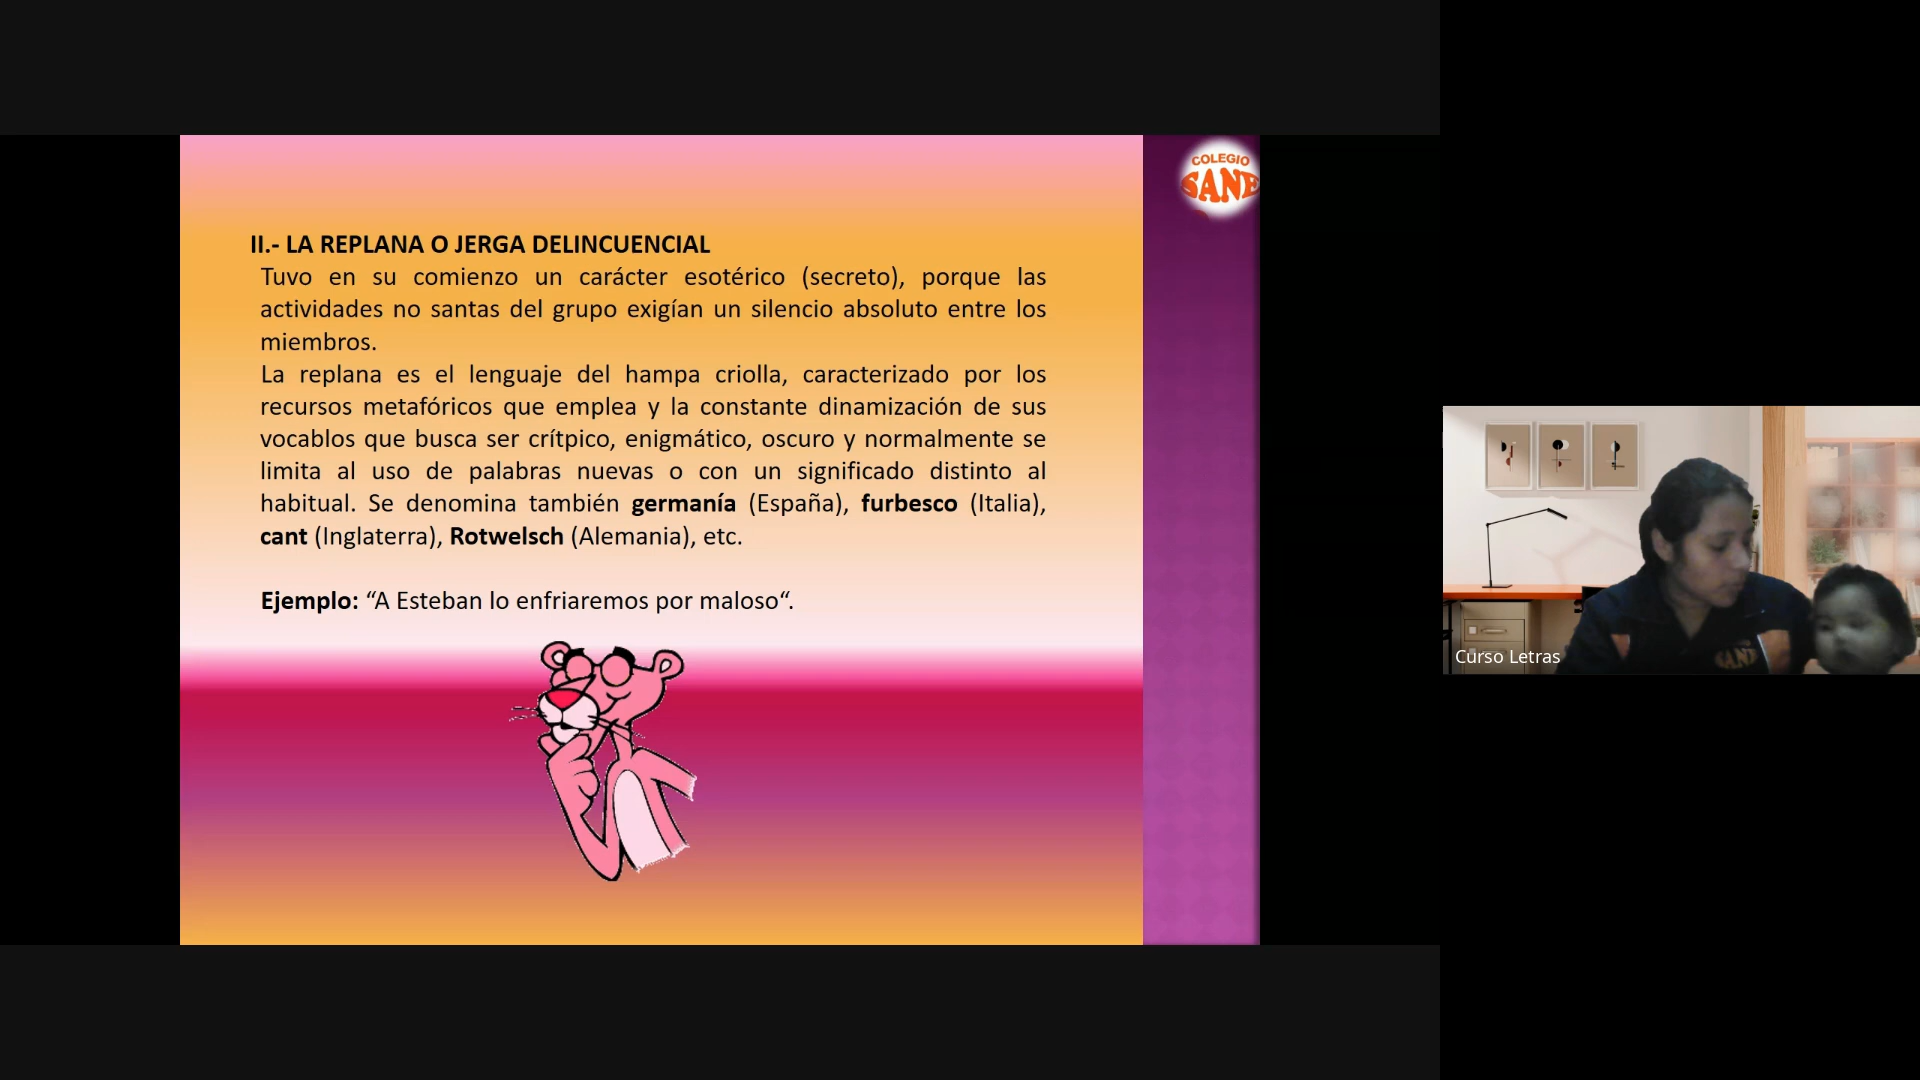 COLEGIO
SANE
II.- LA REPLANA O JERGA DELINCUENCIAL
Tuvo en su comienzo un carácter esotérico (secreto), porque las
actividades no santas del grupo exigían un silencio absoluto entre los
miembros.
La replana es el lenguaje del hampa criolla, caracterizado por los
recursos metafóricos que emplea y la constante dinamización de sus
vocablos que busca ser crítpico, enigmático, oscuro y normalmente se
limita al uso de palabras nuevas o con un significado distinto al
habitual. Se denomina también germanía (España), furbesco (Italia),
cant (Inglaterra), Rotwelsch (Alemania), etc.
Ejemplo: “A Esteban lo enfriaremos por maloso“.
Curso Letras
SANE